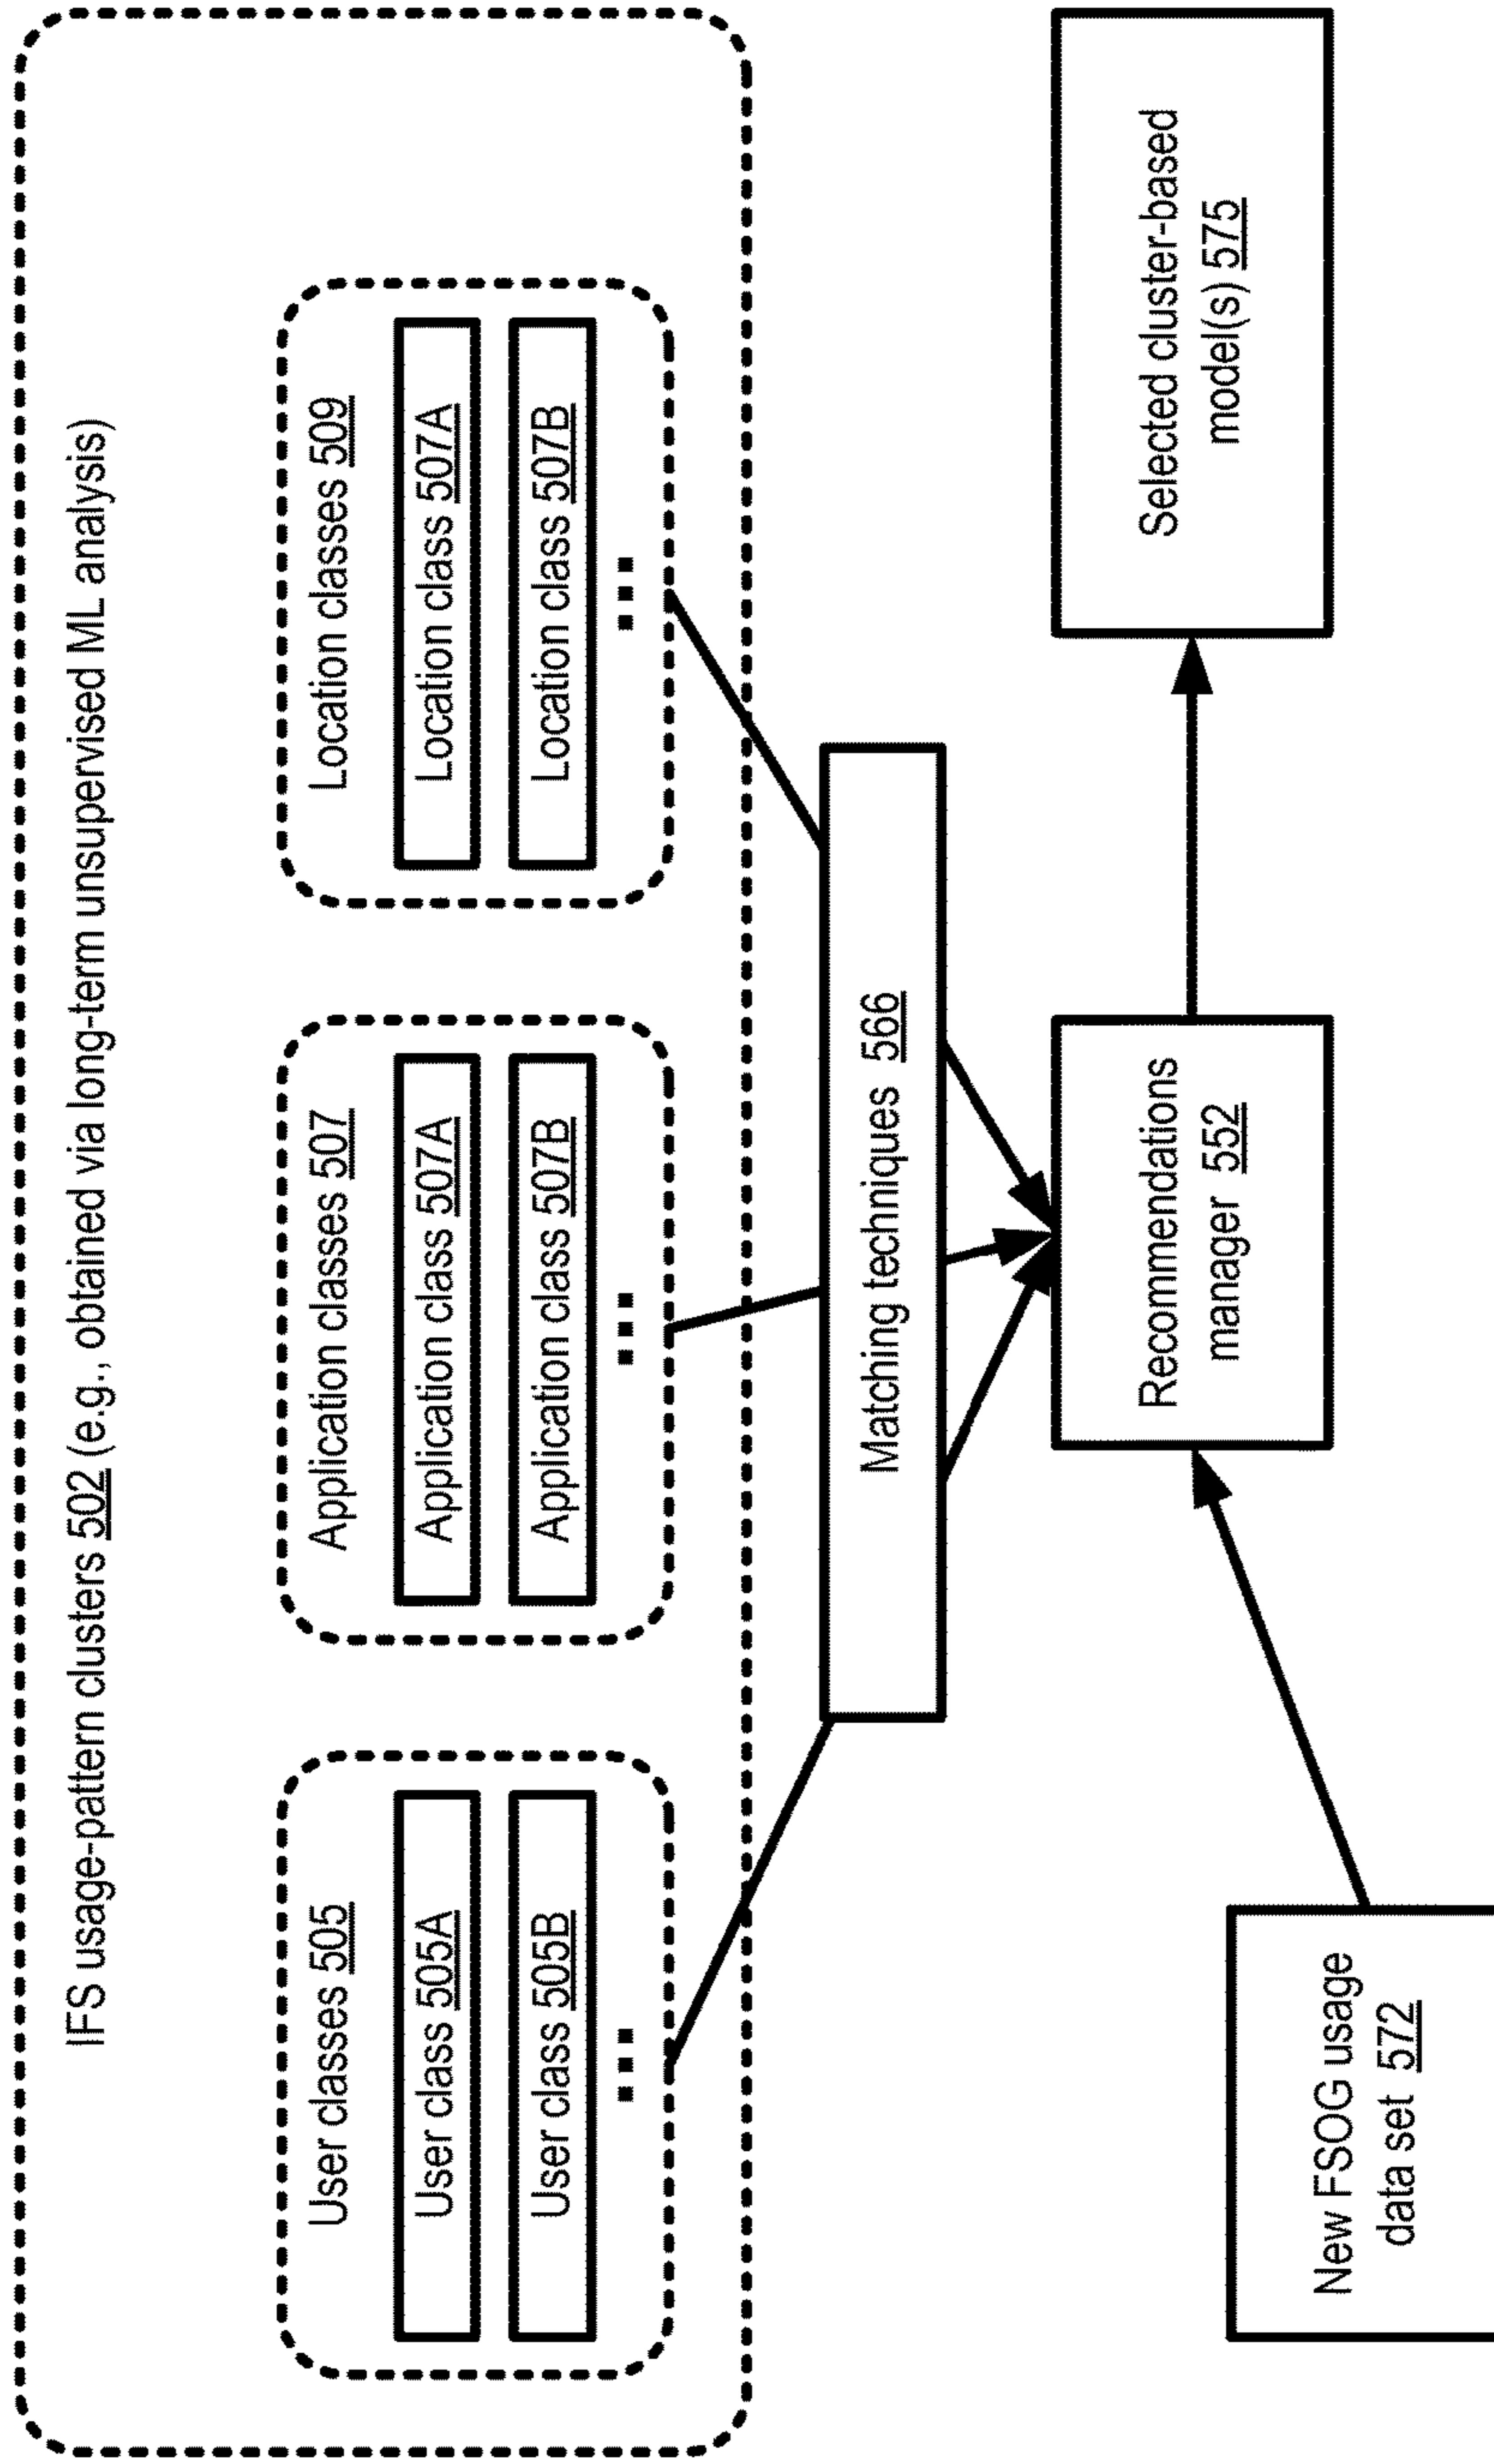 IFS usage-pattern clusters 502 (e.g., obtained via long-term unsupervised ML analysis)
User classes 505
User class 505A
User class 505B
...
Application classes 507
Application class 507A
Application class 507B
...
Location classes 509
Location class 507A
Location class 507B
...
Matching techniques 566
New FSOG usage
data set 572
Recommendations
manager 552
Selected cluster-based
model(s) 575